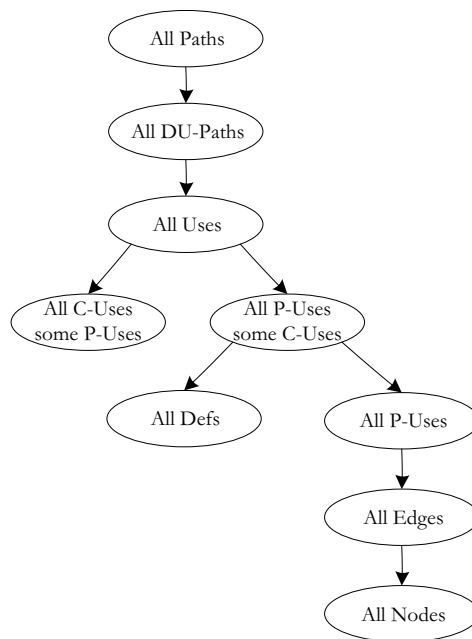 All Paths
All DU-Paths
All Uses
All C-Uses
some P-Uses
All P-Uses
some C-Uses
All Defs
All P-Uses
All Edges
All Nodes